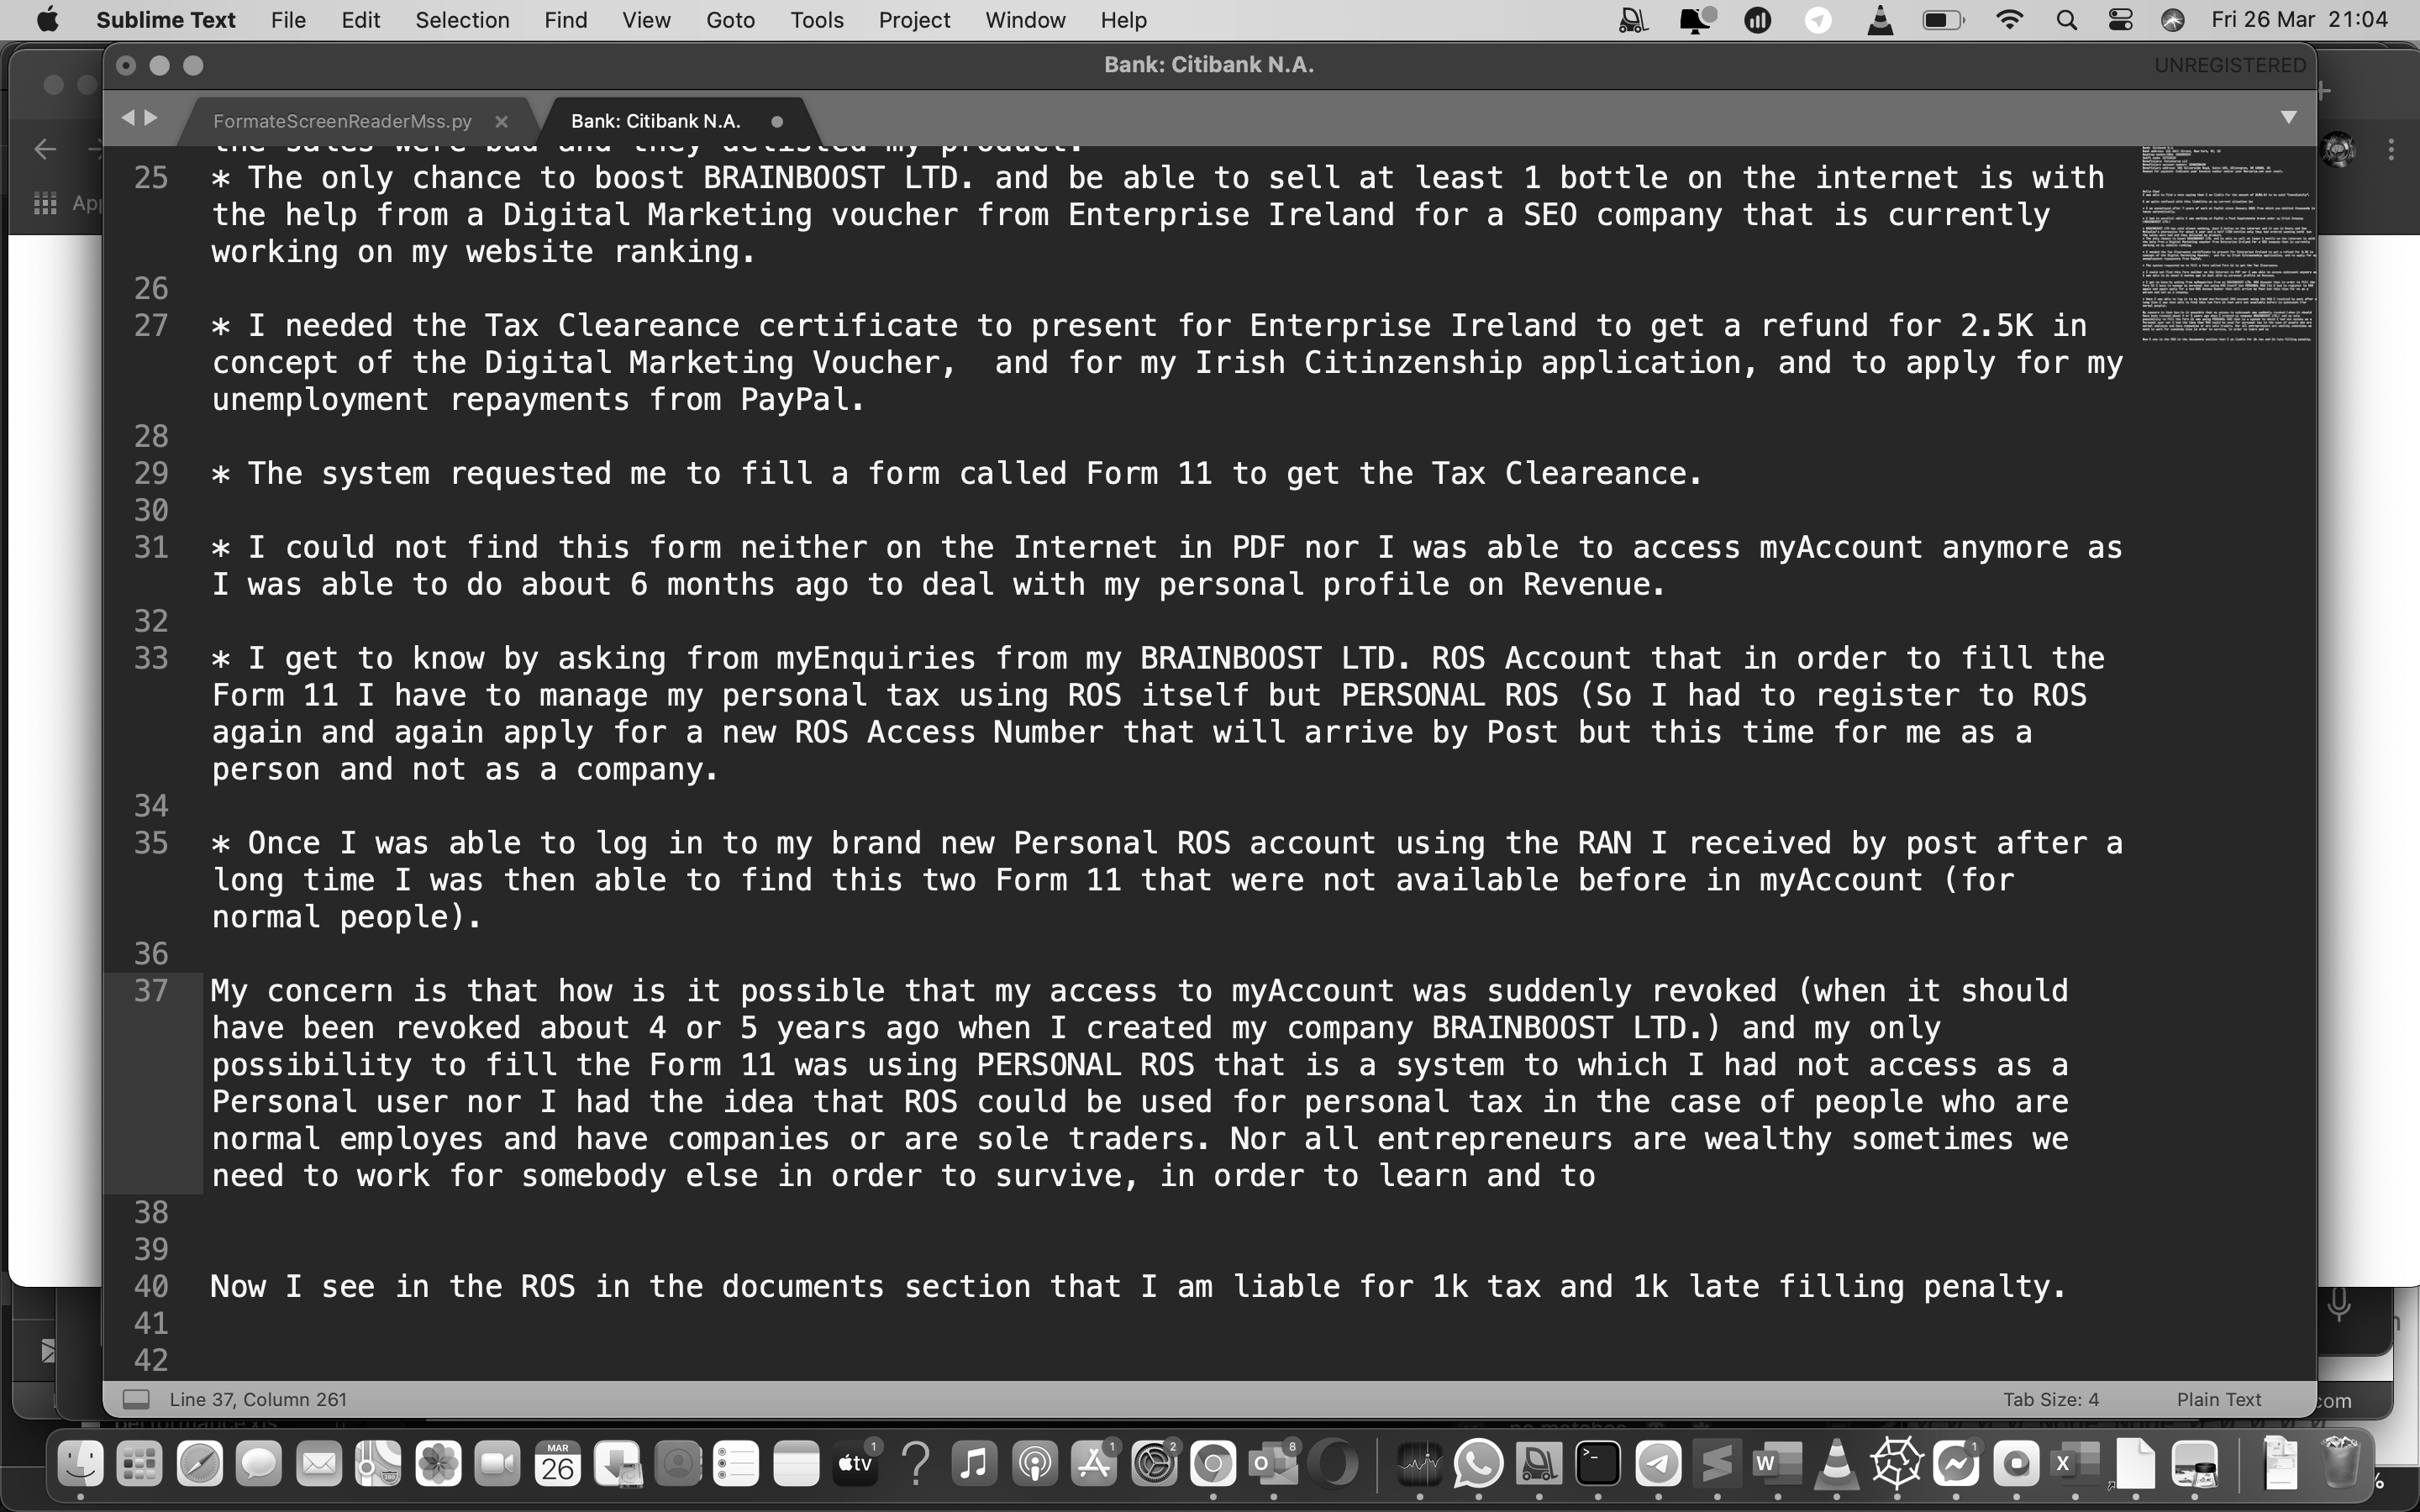 Sublime Text File Edit Selection Find View Goto Tools Project Window Help Fri 26 Mar 21:04
Bank: Citibank N.A. UNREGISTERED
FormateScreenReaderMss.py Bank: Citibank N.A.
the sales were bad and they delisted my product.
25 * The only chance to boost BRAINBOOST LTD. and be able to sell at least 1 bottle on the internet is with
the help from a Digital Marketing voucher from Enterprise Ireland for a SEO company that is currently
working on my website ranking.
26
27 * I needed the Tax Cleareance certificate to present for Enterprise Ireland to get a refund for 2.5K in
concept of the Digital Marketing Voucher,  and for my Irish Citinzenship application, and to apply for my
unemployment repayments from PayPal.
28
29 * The system requested me to fill a form called Form 11 to get the Tax Cleareance.
30
31 * I could not find this form neither on the Internet in PDF nor I was able to access myAccount anymore as
I was able to do about 6 months ago to deal with my personal profile on Revenue.
32
33 * I get to know by asking from myEnquiries from my BRAINBOOST LTD. ROS Account that in order to fill the
Form 11 I have to manage my personal tax using ROS itself but PERSONAL ROS (So I had to register to ROS
again and again apply for a new ROS Access Number that will arrive by Post but this time for me as a
person and not as a company.
34
35 * Once I was able to log in to my brand new Personal ROS account using the RAN I received by post after a
long time I was then able to find this two Form 11 that were not available before in myAccount (for
normal people).
36
37 My concern is that how is it possible that my access to myAccount was suddenly revoked (when it should
have been revoked about 4 or 5 years ago when I created my company BRAINBOOST LTD.) and my only
possibility to fill the Form 11 was using PERSONAL ROS that is a system to which I had not access as a
Personal user nor I had the idea that ROS could be used for personal tax in the case of people who are
normal employes and have companies or are sole traders. Nor all entrepreneurs are wealthy sometimes we
need to work for somebody else in order to survive, in order to learn and to
38
39
40 Now I see in the ROS in the documents section that I am liable for 1k tax and 1k late filling penalty.
41
42
Line 37, Column 261 Tab Size: 4 Plain Text
com
MAR
26
tv 1
1
2
8
1